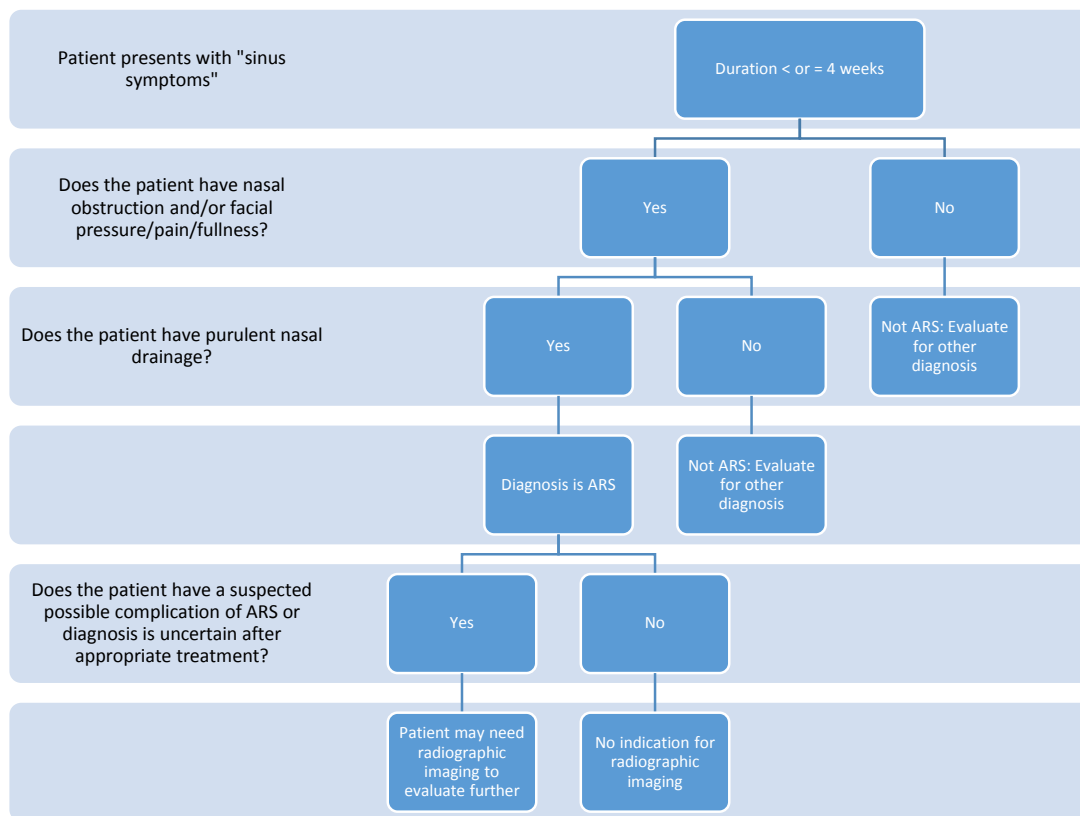 Patient presents with "sinus
symptoms"
Duration < or = 4 weeks
Does the patient have nasal
obstruction and/or facial
pressure/pain/fullness?
Yes
No
Does the patient have purulent nasal
drainage?
Yes
No
Not ARS: Evaluate
for other
diagnosis
Diagnosis is ARS
Not ARS: Evaluate
for other
diagnosis
Does the patient have a suspected
possible complication of ARS or
diagnosis is uncertain after
appropriate treatment?
Yes
No
Patient may need
radiographic
imaging to
evaluate further
No indication for
radiographic
imaging